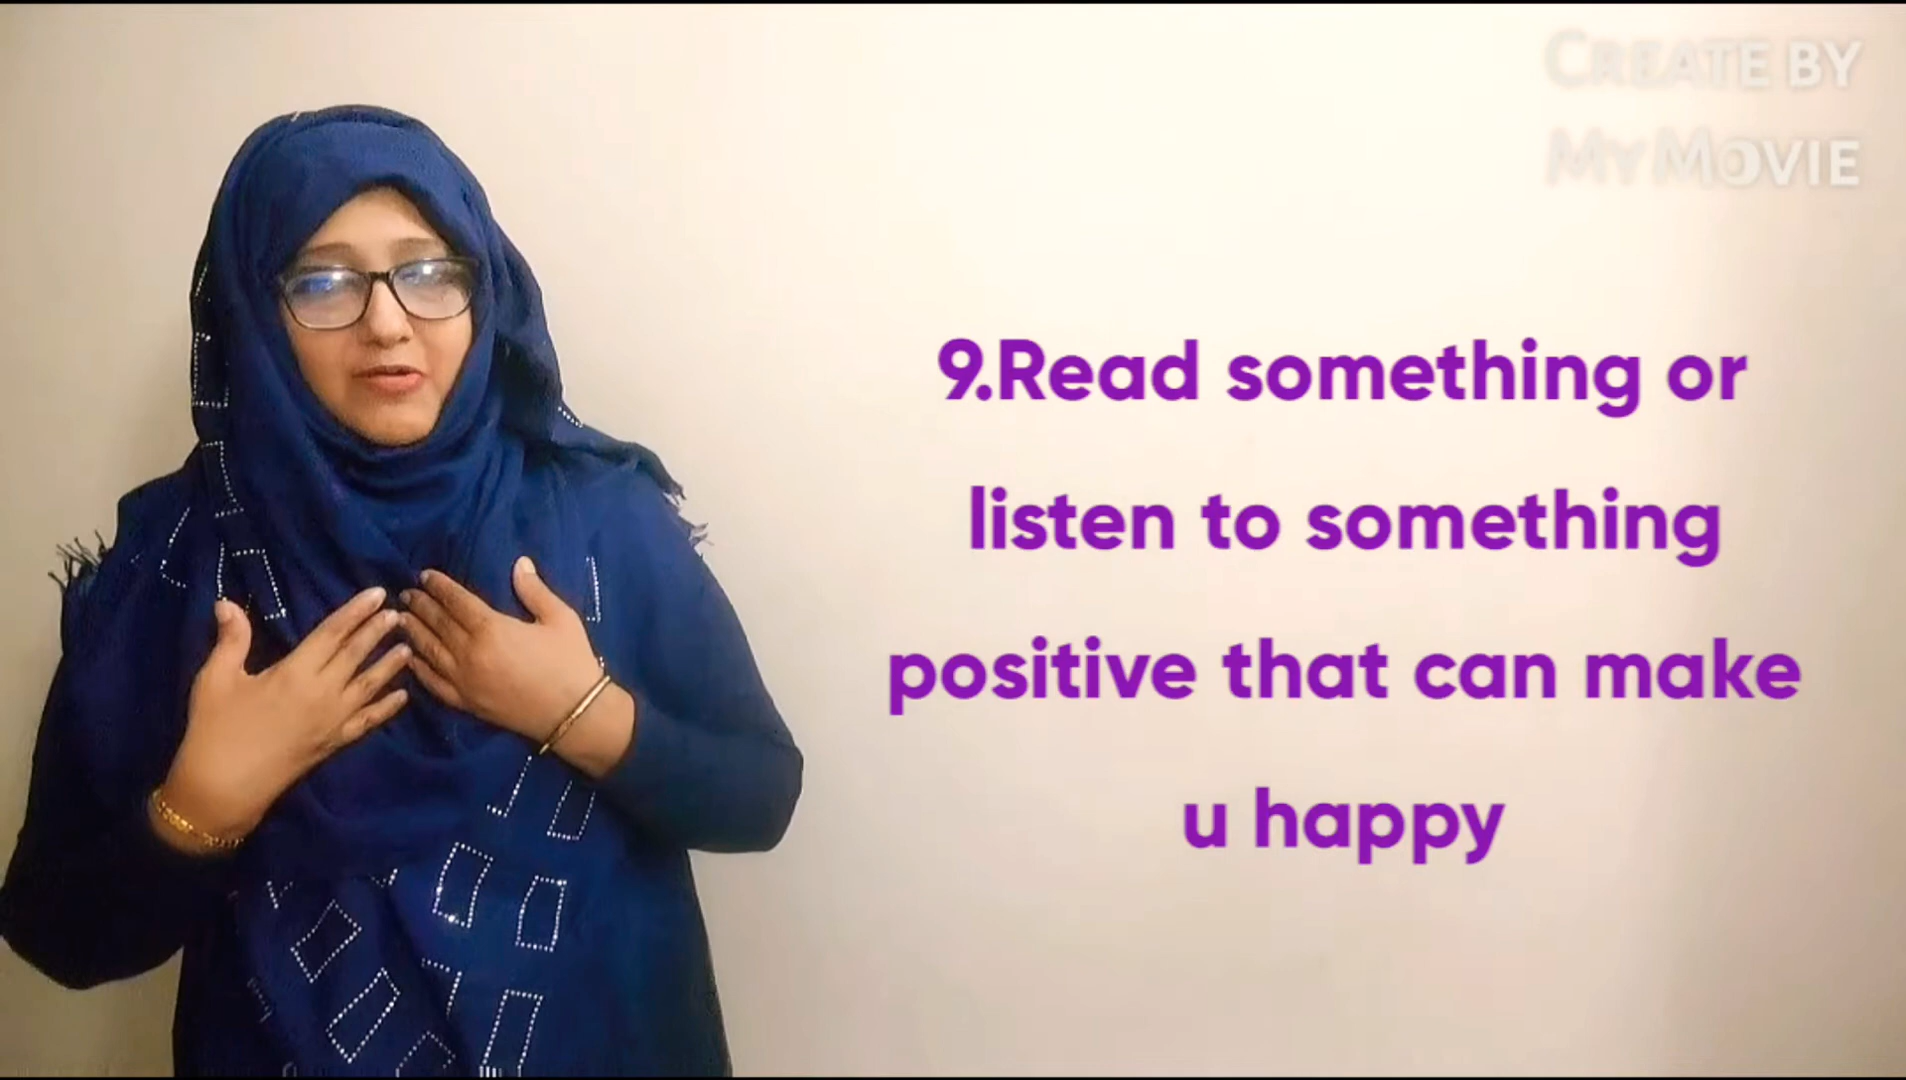 CREATE BY
MY MOVIE
9.Read something or
listen to something
positive that can make
u happy